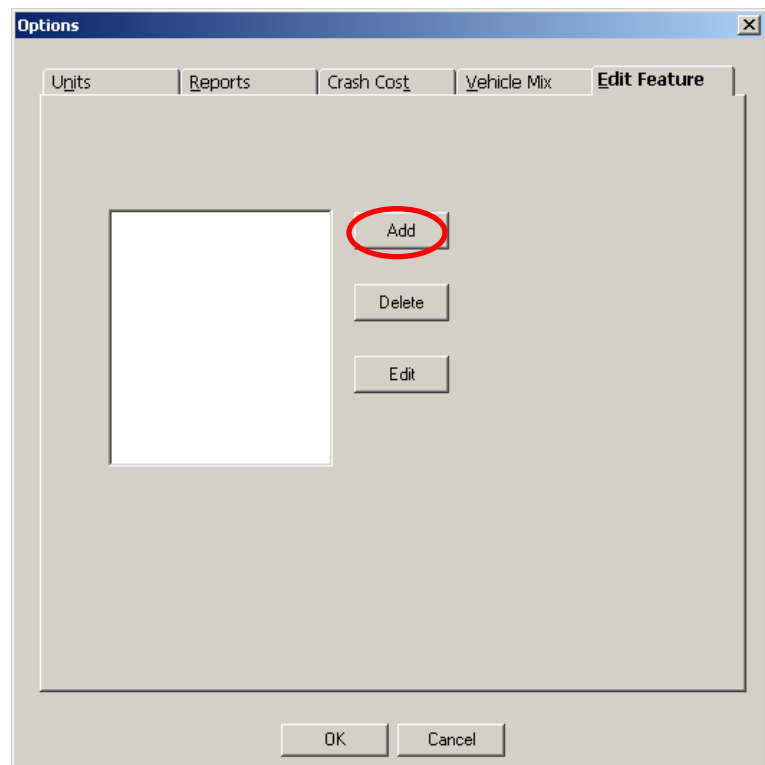 Options
Units Reports Crash Cost Vehicle Mix Edit Feature
Add
Delete
Edit
OK Cancel